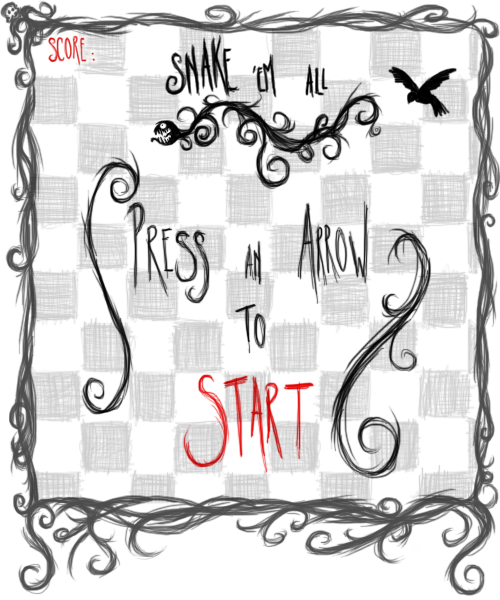 SCORE:
SNAKE 'EM ALL
PRESS AN ARROW
TO
START